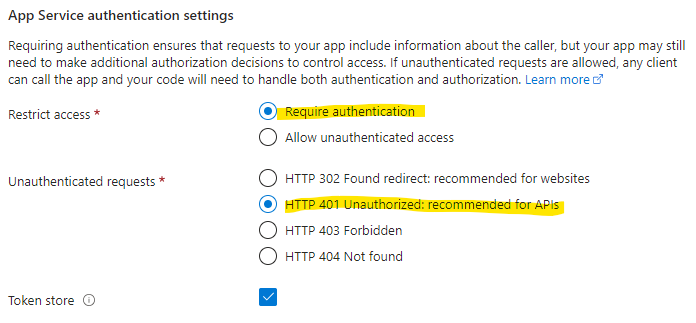 App Service authentication settings
Requiring authentication ensures that requests to your app include information about the caller, but your app may still
need to make additional authorization decisions to control access. If unauthenticated requests are allowed, any client
can call the app and your code will need to handle both authentication and authorization. Learn more
Restrict access *
Require authentication
Allow unauthenticated access
Unauthenticated requests *
HTTP 302 Found redirect: recommended for websites
HTTP 401 Unauthorized: recommended for APIs
HTTP 403 Forbidden
HTTP 404 Not found
Token store